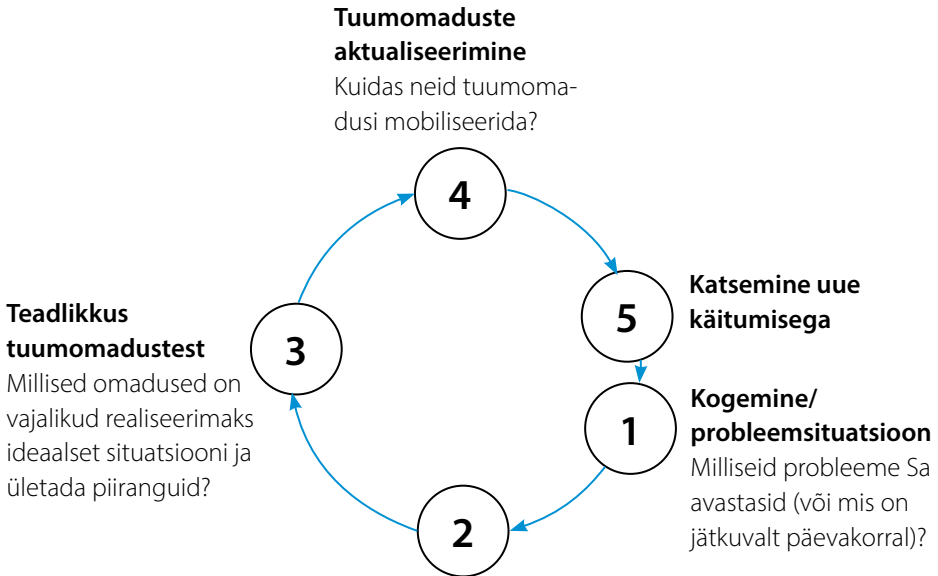 Tuumomaduste
aktualiseerimine
Kuidas neid tuumoma-
dusi mobiliseerida?
4
Katsemine uue
käitumisega
5
Teadlikkus
tuumomadustest
Millised omadused on
vajalikud realiseerimaks
ideaalset situatsiooni ja
ületada piiranguid?
3
Kogemine/
probleemsituatsioon
Milliseid probleeme Sa
avastasid (või mis on
jätkuvalt päevakorral)?
1
2